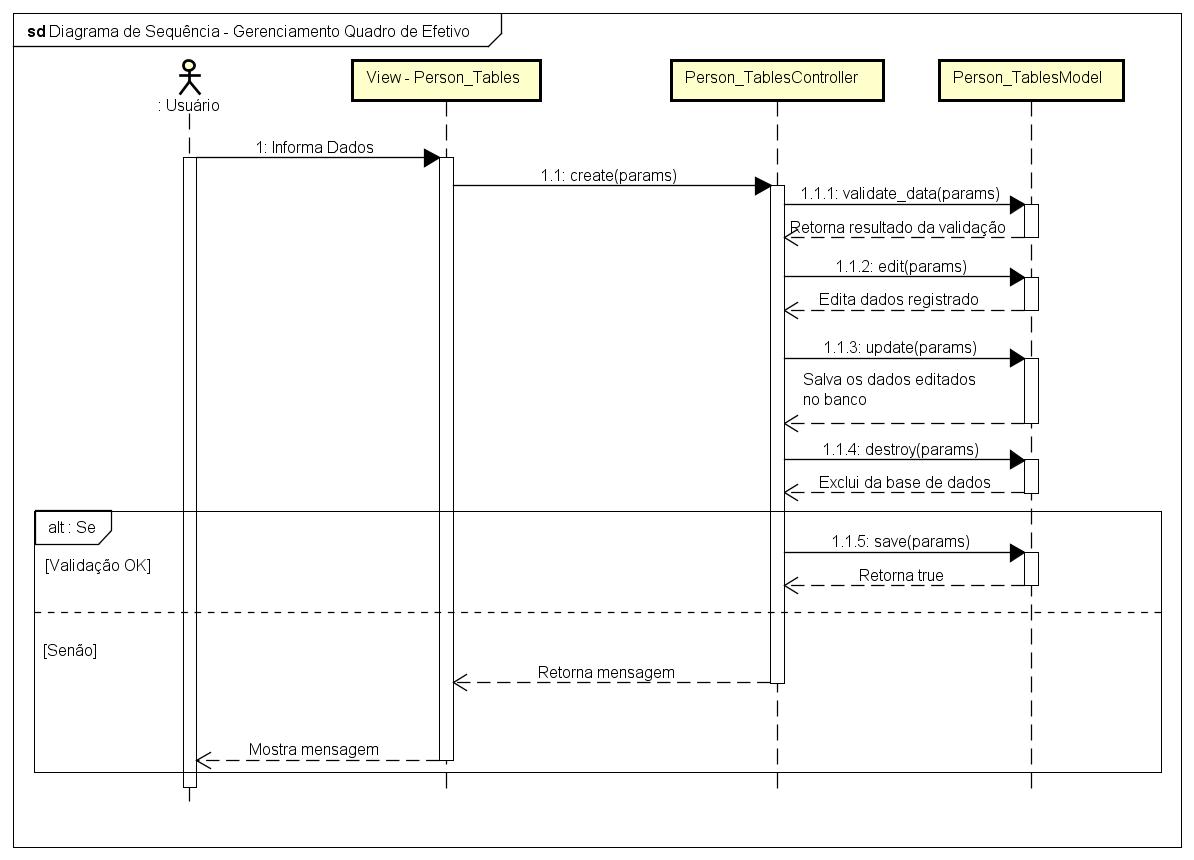 sd Diagrama de Sequência - Gerenciamento Quadro de Efetivo
: Usuário
View - Person_Tables
Person_TablesController
Person_TablesModel
1: Informa Dados
1.1: create(params)
1.1.1: validate_data(params)
Retorna resultado da validação
1.1.2: edit(params)
Edita dados registrado
1.1.3: update(params)
Salva os dados editados
no banco
1.1.4: destroy(params)
Exclui da base de dados
alt : Se
[Validação OK]
1.1.5: save(params)
Retorna true
[Senão]
Retorna mensagem
Mostra mensagem